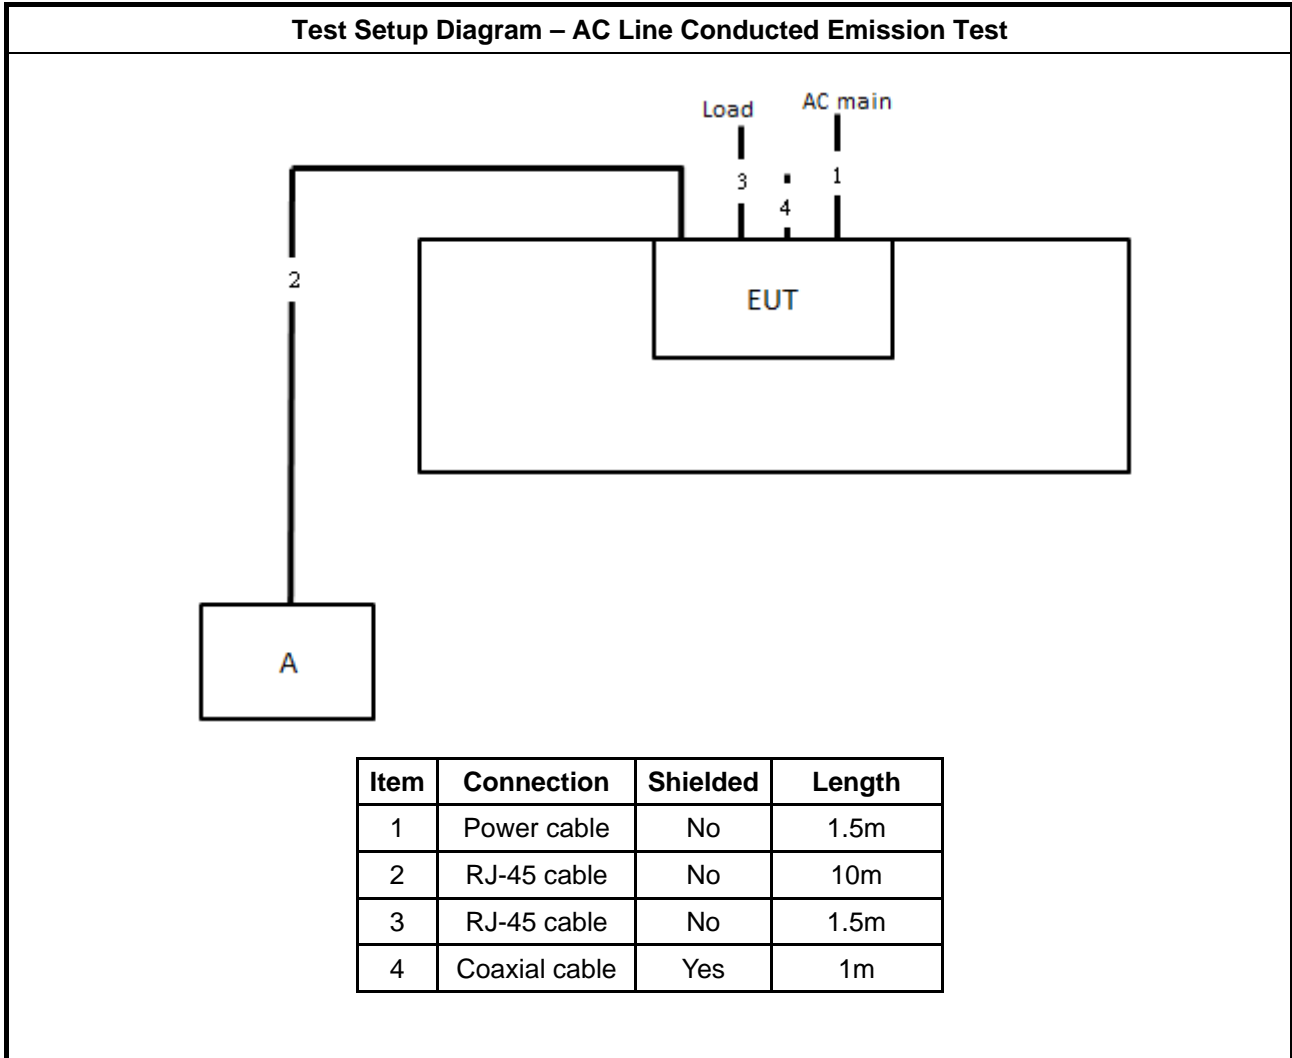 Test Setup Diagram – AC Line Conducted Emission Test
Load
AC main
3
4
1
2
EUT
A
Item Connection Shielded Length
1 Power cable No 1.5m
2 RJ-45 cable No 10m
3 RJ-45 cable No 1.5m
4 Coaxial cable Yes 1m